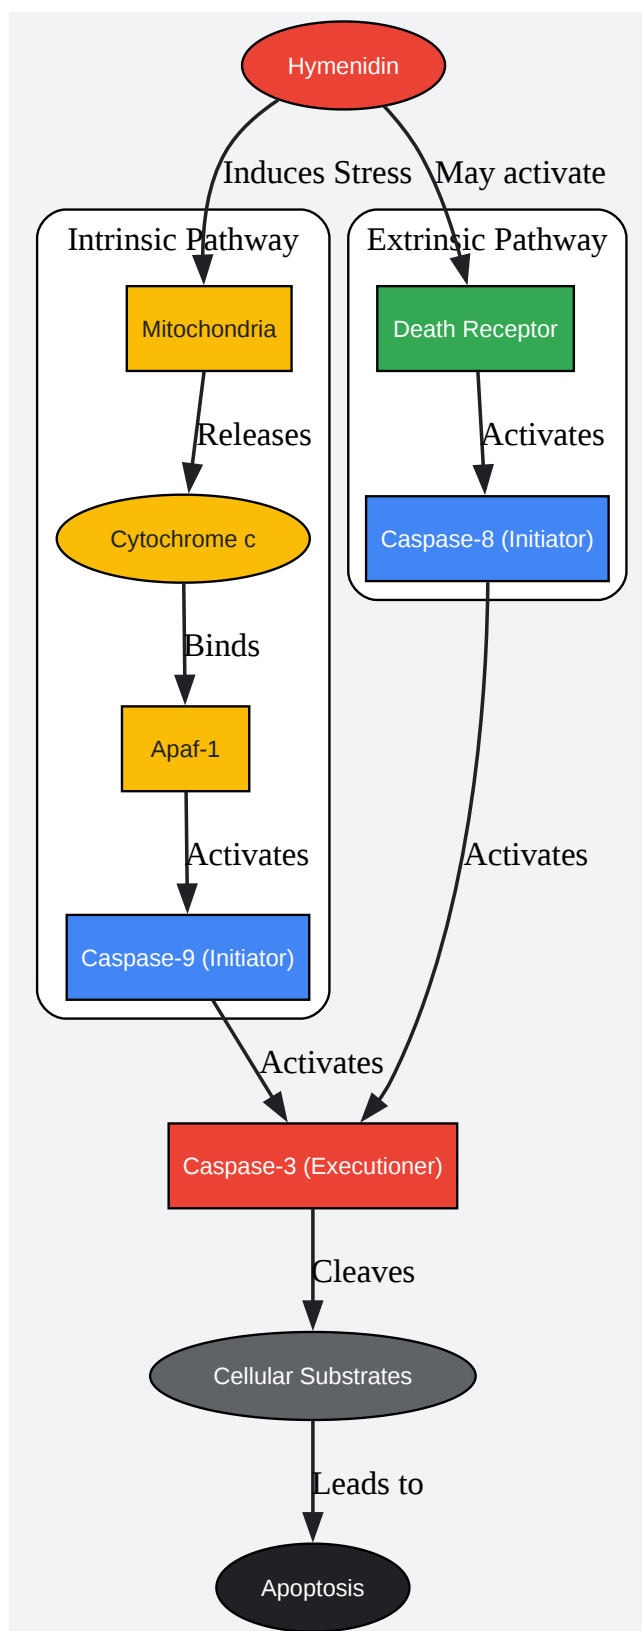 Hymenidin
Induces Stress
May activate
Intrinsic Pathway
Extrinsic Pathway
Mitochondria
Death Receptor
Releases
Activates
Cytochrome c
Caspase-8 (Initiator)
Binds
Apaf-1
Activates
Activates
Caspase-9 (Initiator)
Activates
Caspase-3 (Executioner)
Cleaves
Cellular Substrates
Leads to
Apoptosis